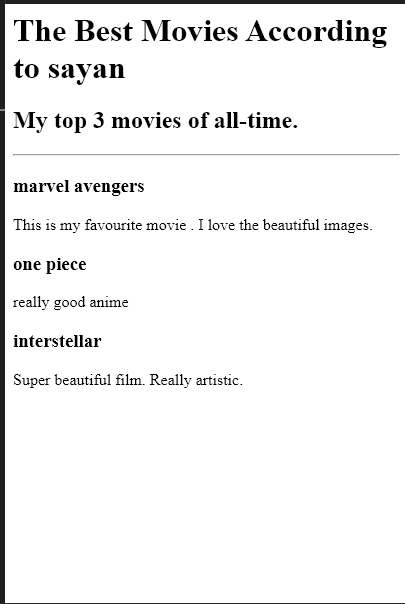 The Best Movies According
to sayan
My top 3 movies of all-time.
marvel avengers
This is my favourite movie . I love the beautiful images.
one piece
really good anime
interstellar
Super beautiful film. Really artistic.